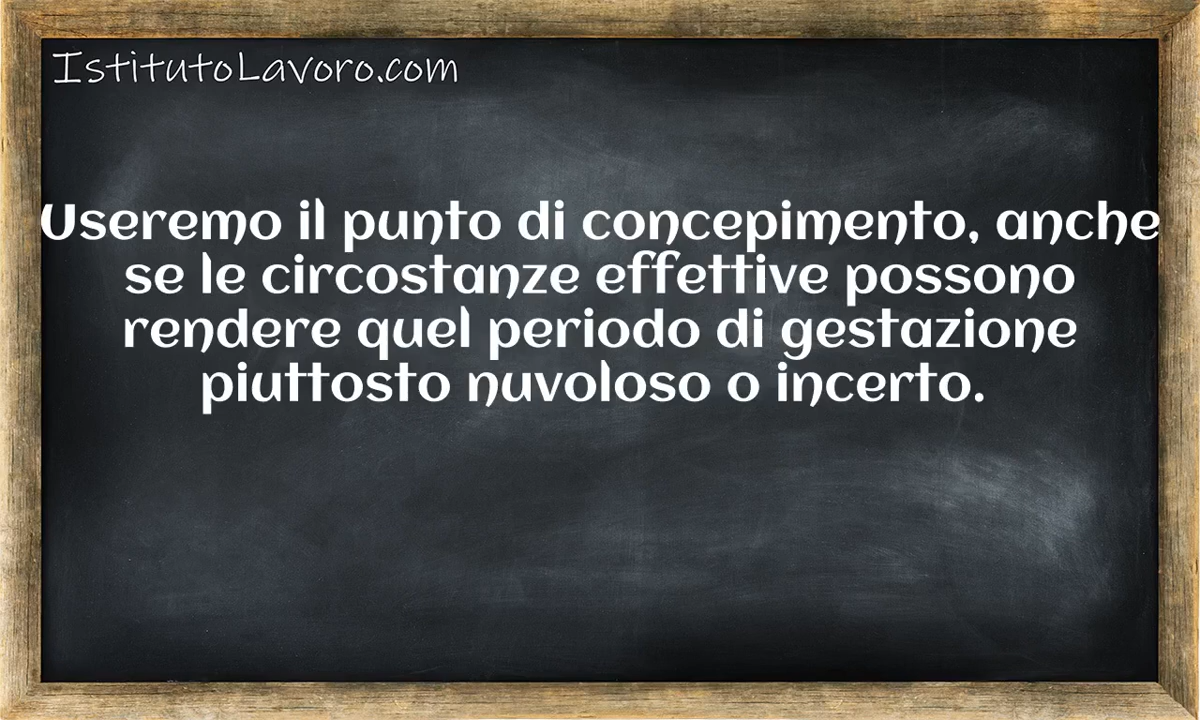 IstitutoLavoro.com
Useremo il punto di concepimento, anche
se le circostanze effettive possono
rendere quel periodo di gestazione
piuttosto nuvoloso o incerto.